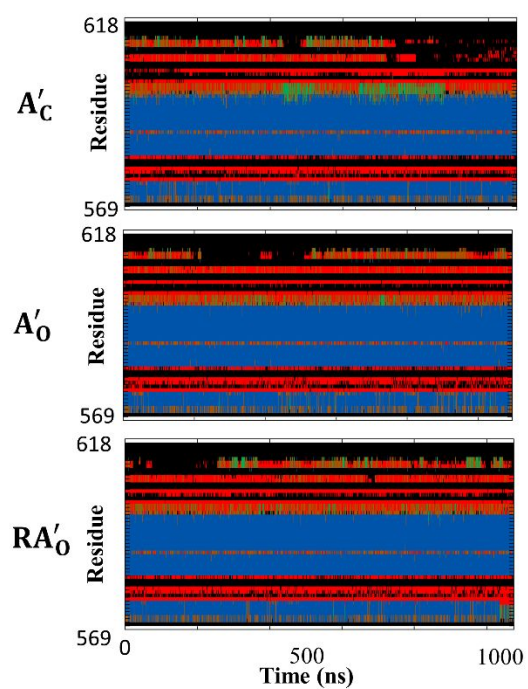 618
A′C
Residue
569
618
A′O
Residue
569
618
RA′O
Residue
569
0
500
1000
Time (ns)